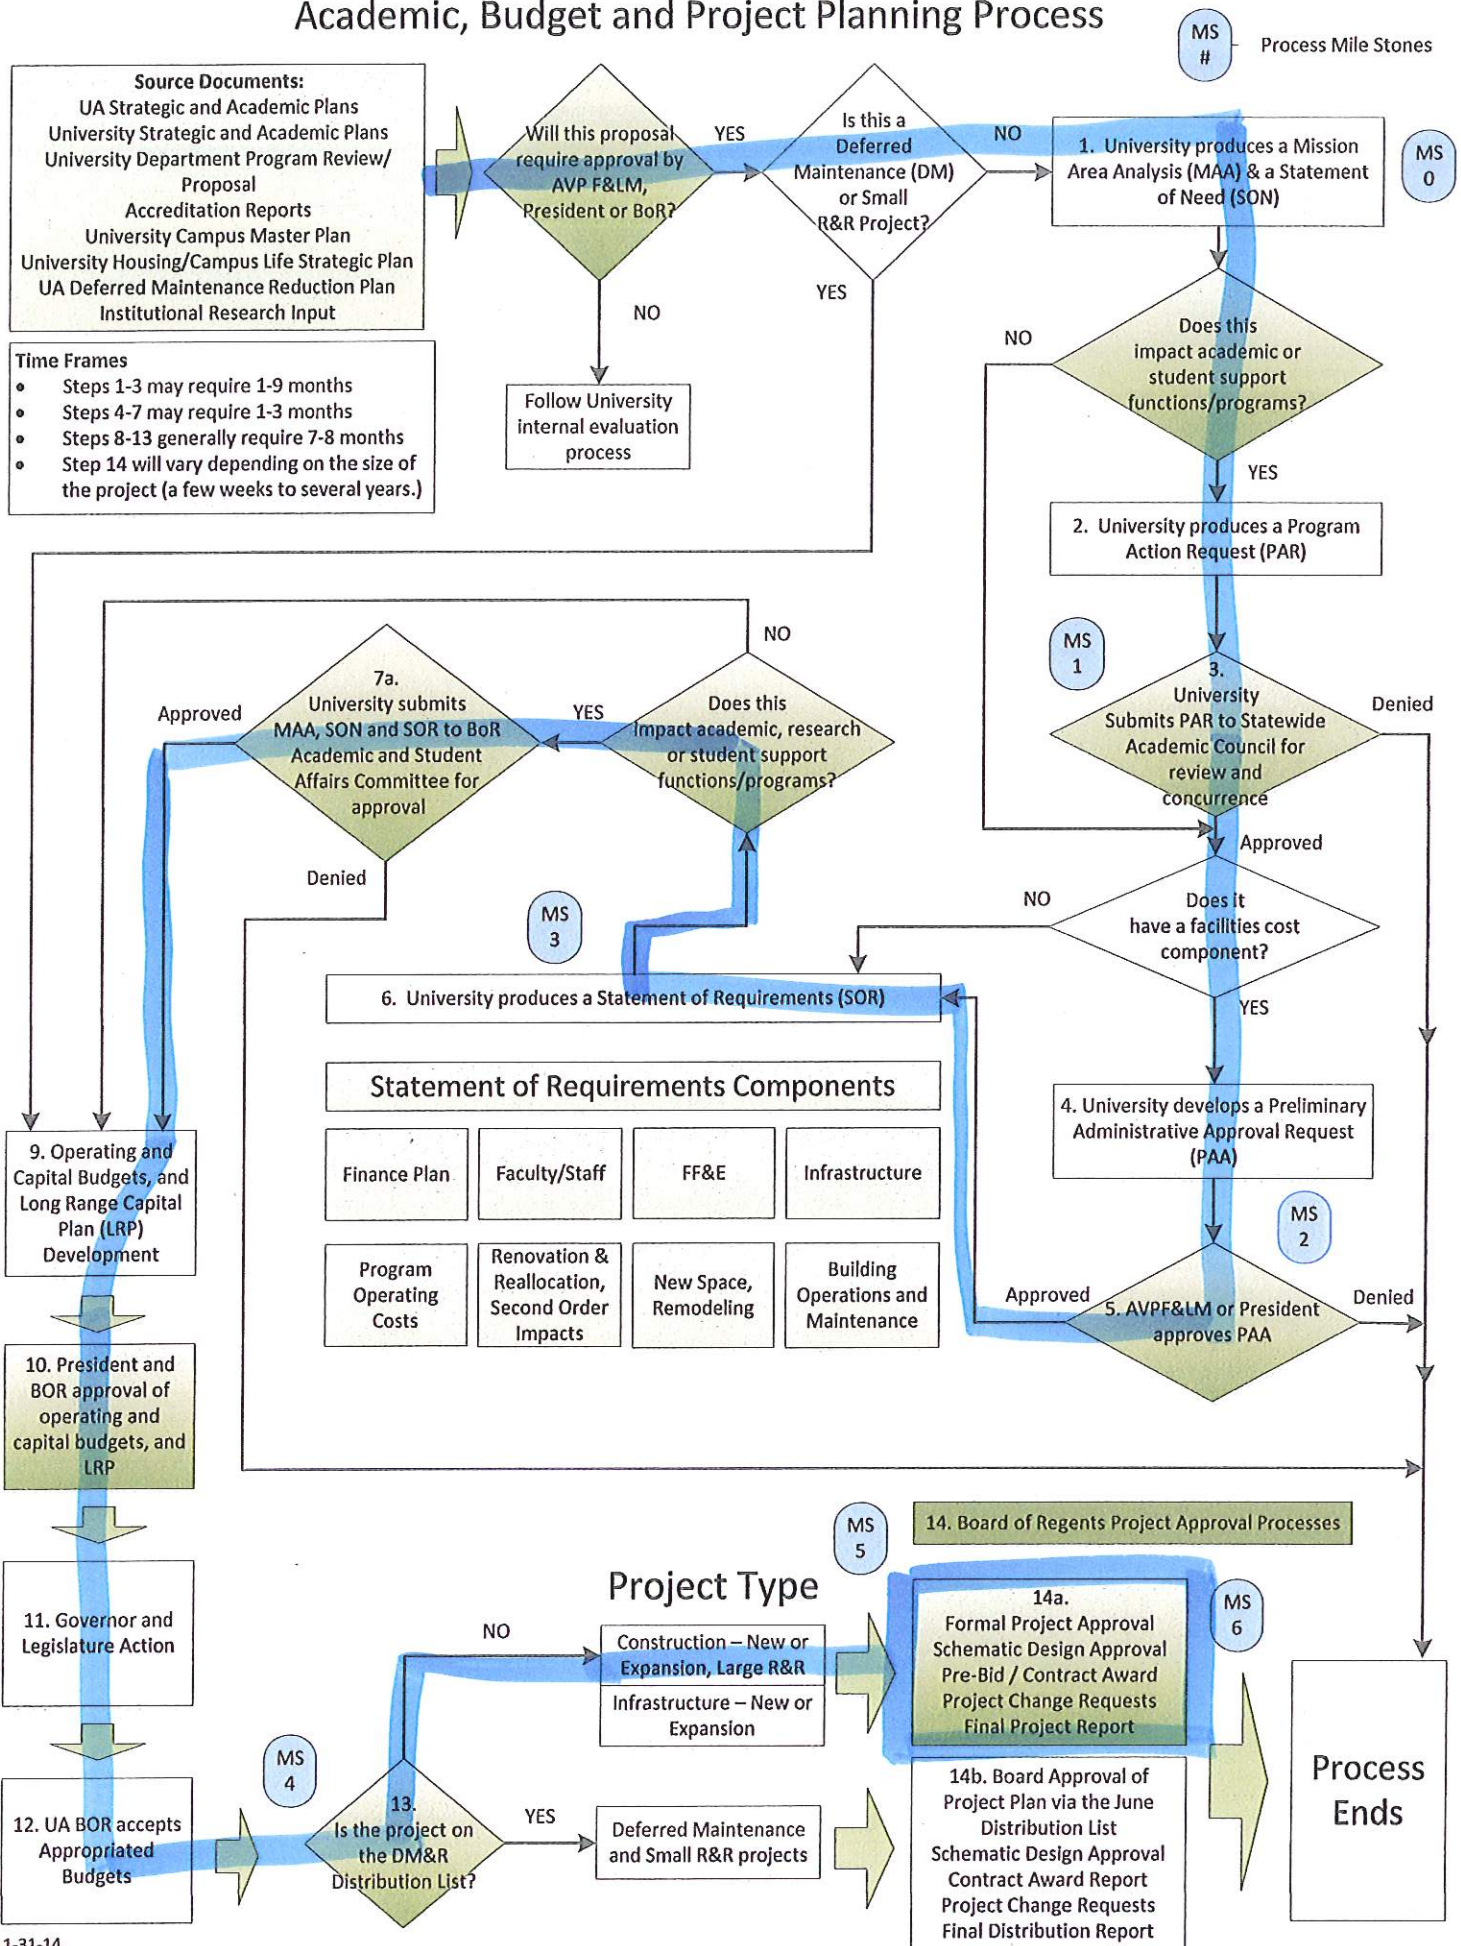 Academic, Budget and Project Planning Process
MS
#
Process Mile Stones
Source Documents:
UA Strategic and Academic Plans
University Strategic and Academic Plans
University Department Program Review/
Proposal
Accreditation Reports
University Campus Master Plan
University Housing/Campus Life Strategic Plan
UA Deferred Maintenance Reduction Plan
Institutional Research Input
Will this proposal
require approval by
AVP F&LM,
President or BoR?
YES
NO
Is this a
Deferred
Maintenance (DM)
or Small
R&R Project?
NO
YES
1. University produces a Mission
Area Analysis (MAA) & a Statement
of Need (SON)
MS
0
Time Frames
• Steps 1-3 may require 1-9 months
• Steps 4-7 may require 1-3 months
• Steps 8-13 generally require 7-8 months
• Step 14 will vary depending on the size of
the project (a few weeks to several years.)
Follow University
internal evaluation
process
Does this
impact academic or
student support
functions/programs?
NO
YES
2. University produces a Program
Action Request (PAR)
MS
1
3.
University
Submits PAR to Statewide
Academic Council for
review and
concurrence
Denied
Approved
NO
7a.
University submits
MAA, SON and SOR to BoR
Academic and Student
Affairs Committee for
approval
Approved
YES
Denied
Does this
impact academic, research
or student support
functions/programs?
MS
3
Does it
have a facilities cost
component?
NO
YES
6. University produces a Statement of Requirements (SOR)
Statement of Requirements Components
Finance Plan
Faculty/Staff
FF&E
Infrastructure
Program
Operating
Costs
Renovation &
Reallocation,
Second Order
Impacts
New Space,
Remodeling
Building
Operations and
Maintenance
4. University develops a Preliminary
Administrative Approval Request
(PAA)
MS
2
Approved
5. AVPF&LM or President
approves PAA
Denied
9. Operating and
Capital Budgets, and
Long Range Capital
Plan (LRP)
Development
10. President and
BOR approval of
operating and
capital budgets, and
LRP
11. Governor and
Legislature Action
12. UA BOR accepts
Appropriated
Budgets
MS
4
13.
Is the project on
the DM&R
Distribution List?
NO
YES
Project Type
Construction – New or
Expansion, Large R&R
Infrastructure – New or
Expansion
Deferred Maintenance
and Small R&R projects
MS
5
14. Board of Regents Project Approval Processes
14a.
Formal Project Approval
Schematic Design Approval
Pre-Bid / Contract Award
Project Change Requests
Final Project Report
MS
6
14b. Board Approval of
Project Plan via the June
Distribution List
Schematic Design Approval
Contract Award Report
Project Change Requests
Final Distribution Report
Process
Ends
1-31-14